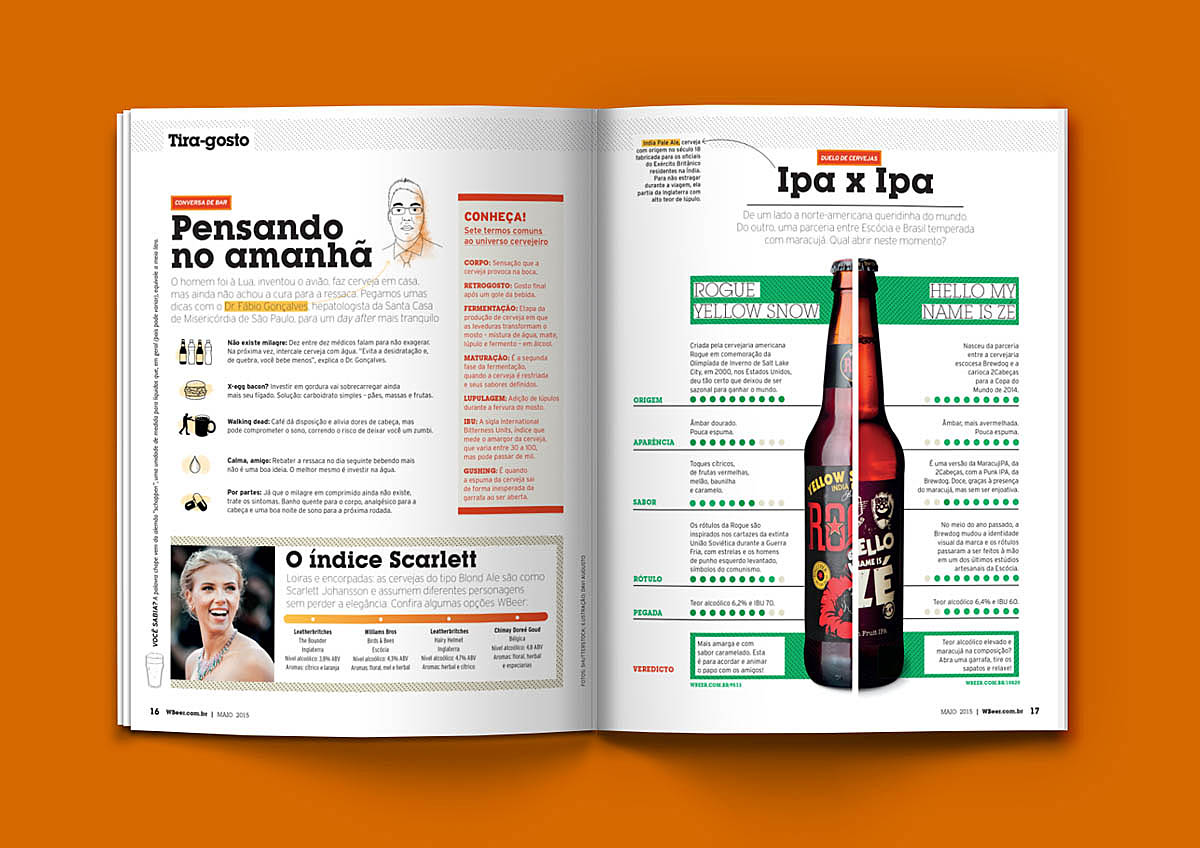 Tira-gosto
CONVERSA DE BAR
Pensando
no amanhã
O homem foi à Lua, inventou o avião, faz cerveja em casa,
mas ainda não achou a cura para a ressaca. Pegamos umas
dicas com o Dr. Fábio Gonçalves, hepatologista da Santa Casa
de Misericórdia de São Paulo, para um day after mais tranquilo
Não existe milagre: Dez entre dez médicos falam para não exagerar.
Na próxima vez, intercale cerveja com água. "Evita a desidratação e,
de quebra, você bebe menos", explica o Dr. Gonçalves.
X-egg bacon? Investir em gordura vai sobrecarregar ainda
mais seu fígado. Solução: carboidrato simples – pães, massas e frutas.
Walking dead: Café dá disposição e alivia dores de cabeça, mas
pode comprometer o sono, correndo o risco de deixar você um zumbi.
Calma, amigo: Rebater a ressaca no dia seguinte bebendo mais
não é uma boa ideia. O melhor mesmo é investir na água.
Por partes: Já que o milagre em comprimido ainda não existe,
trate os sintomas. Banho quente para o corpo, analgésico para a
cabeça e uma boa noite de sono para a próxima rodada.
VOCÊ SABIA? A palavra chope vem do alemão "schoppen", uma unidade de medida para líquidos que, em geral (pois pode variar), equivale a meio litro.
CONHEÇA!
Sete termos comuns
ao universo cervejeiro
CORPO: Sensação que a
cerveja provoca na boca.
RETROGOSTO: Gosto final
após um gole da bebida.
FERMENTAÇÃO: Etapa da
produção de cerveja em que
as leveduras transformam o
mosto – mistura de água, malte,
lúpulo e fermento – em álcool.
MATURAÇÃO: É a segunda
fase da fermentação,
quando a cerveja é resfriada
e seus sabores definidos.
LUPULAGEM: Adição de lúpulos
durante a fervura do mosto.
IBU: A sigla International
Bitterness Units, índice que
mede o amargor da cerveja,
que varia entre 30 a 100,
mas pode passar de mil.
GUSHING: É quando
a espuma da cerveja sai
de forma inesperada da
garrafa ao ser aberta.
O índice Scarlett
Loiras e encorpadas: as cervejas do tipo Blond Ale são como
Scarlett Johansson e assumem diferentes personagens
sem perder a elegância. Confira algumas opções WBeer:
Leatherbritches
The Bounder
Inglaterra
Nível alcoólico: 3,8% ABV
Aromas: cítrico e laranja
Williams Bros
Birds & Bees
Escócia
Nível alcoólico: 4,3% ABV
Aromas: floral, mel e herbal
Leatherbritches
Hairy Helmet
Inglaterra
Nível alcoólico: 4,7% ABV
Aromas: herbal e cítrico
Chimay Doreé Goud
Bélgica
Nível alcoólico: 4,8 ABV
Aromas: floral, herbal
e especiarias
FOTOS: SHUTTERSTOCK; ILUSTRAÇÃO: DAVI AUGUSTO
16 WBeer.com.br | MAIO 2015
India Pale Ale, cerveja
com origem no século 18
fabricada para os oficiais
do Exército Britânico
residentes na Índia.
Para não estragar
durante a viagem, ela
partia da Inglaterra com
alto teor de lúpulo.
DUELO DE CERVEJAS
Ipa x Ipa
De um lado a norte-americana queridinha do mundo.
Do outro, uma parceria entre Escócia e Brasil temperada
com maracujá. Qual abrir neste momento?
ROGUE
YELLOW SNOW
HELLO MY
NAME IS ZÉ
Criada pela cervejaria americana
Rogue em comemoração da
Olimpíada de Inverno de Salt Lake
City, em 2000, nos Estados Unidos,
deu tão certo que deixou de ser
sazonal para ganhar o mundo.
Nasceu da parceria
entre a cervejaria
escocesa Brewdog e a
carioca 2Cabeças
para a Copa do
Mundo de 2014.
ORIGEM
Âmbar dourado.
Pouca espuma.
Âmbar, mais avermelhada.
Pouca espuma.
APARÊNCIA
Toques cítricos,
de frutas vermelhas,
melão, baunilha
e caramelo.
É uma versão da MaracujIPA, da
2Cabeças, com a Punk IPA, da
Brewdog. Doce, graças à presença
do maracujá, mas sem ser enjoativa.
SABOR
Os rótulos da Rogue são
inspirados nos cartazes da extinta
União Soviética durante a Guerra
Fria, com estrelas e os homens
de punho esquerdo levantado,
símbolos do comunismo.
No meio do ano passado, a
Brewdog mudou a identidade
visual da marca e os rótulos
passaram a ser feitos à mão
em um dos últimos estúdios
artesanais da Escócia.
RÓTULO
Teor alcoólico 6,2% e IBU 70.
Teor alcoólico 6,4% e IBU 60.
PEGADA
Mais amarga e com
sabor caramelado. Esta
é para acordar e animar
o papo com os amigos!
Teor alcoólico elevado e
maracujá na composição?
Abra uma garrafa, tire os
sapatos e relaxe!
VEREDICTO
YELLOW S
INDIA
RO
ELLO
NAME IS
ZÉ
Fruit IPA
MAIO 2015 | WBeer.com.br 17